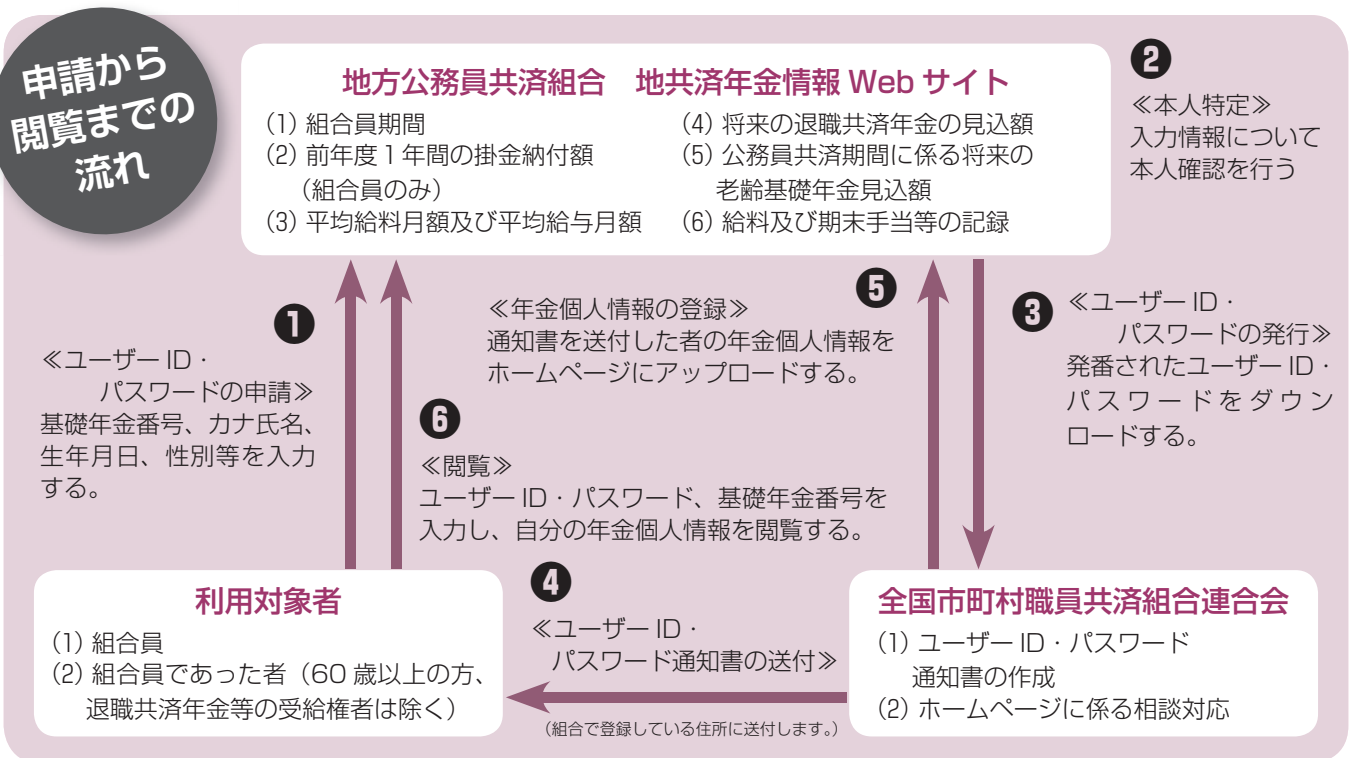 申請から
閲覧までの
流れ
地方公務員共済組合　地共済年金情報 Web サイト
(1) 組合員期間
(2) 前年度 1 年間の掛金納付額
（組合員のみ）
(3) 平均給料月額及び平均給与月額
(4) 将来の退職共済年金の見込額
(5) 公務員共済期間に係る将来の
老齢基礎年金見込額
(6) 給料及び期末手当等の記録
❷
≪本人特定≫
入力情報について
本人確認を行う
❶
≪ユーザー ID・
パスワードの申請≫
基礎年金番号、カナ氏名、
生年月日、性別等を入力
する。
❺
≪年金個人情報の登録≫
通知書を送付した者の年金個人情報を
ホームページにアップロードする。
❸
≪ユーザー ID・
パスワードの発行≫
発番されたユーザー ID・
パスワードをダウン
ロードする。
❻
≪閲覧≫
ユーザー ID・パスワード、基礎年金番号を
入力し、自分の年金個人情報を閲覧する。
利用対象者
(1) 組合員
(2) 組合員であった者（60 歳以上の方、
退職共済年金等の受給権者は除く）
❹
≪ユーザー ID・
パスワード通知書の送付≫
（組合で登録している住所に送付します。）
全国市町村職員共済組合連合会
(1) ユーザー ID・パスワード
通知書の作成
(2) ホームページに係る相談対応